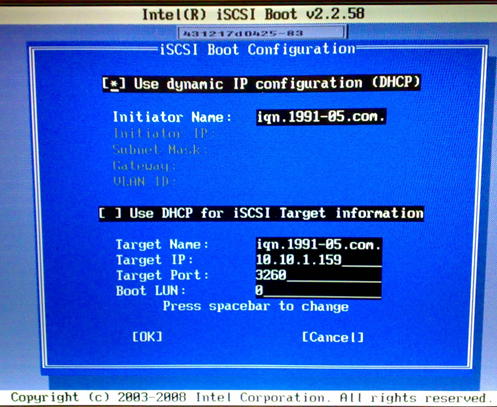 Intel(R) iSCSI Boot v2.2.58
431217d0425-83
iSCSI Boot Configuration
[*] Use dynamic IP configuration (DHCP)
Initiator Name: iqn.1991-05.com.
Initiator IP:
Subnet Mask:
Gateway:
VLAN ID:
[ ] Use DHCP for iSCSI Target information
Target Name: iqn.1991-05.com.
Target IP: 10.10.1.159
Target Port: 3260
Boot LUN: 0
Press spacebar to change
[OK] [Cancel]
Copyright (c) 2003-2008 Intel Corporation. All rights reserved.